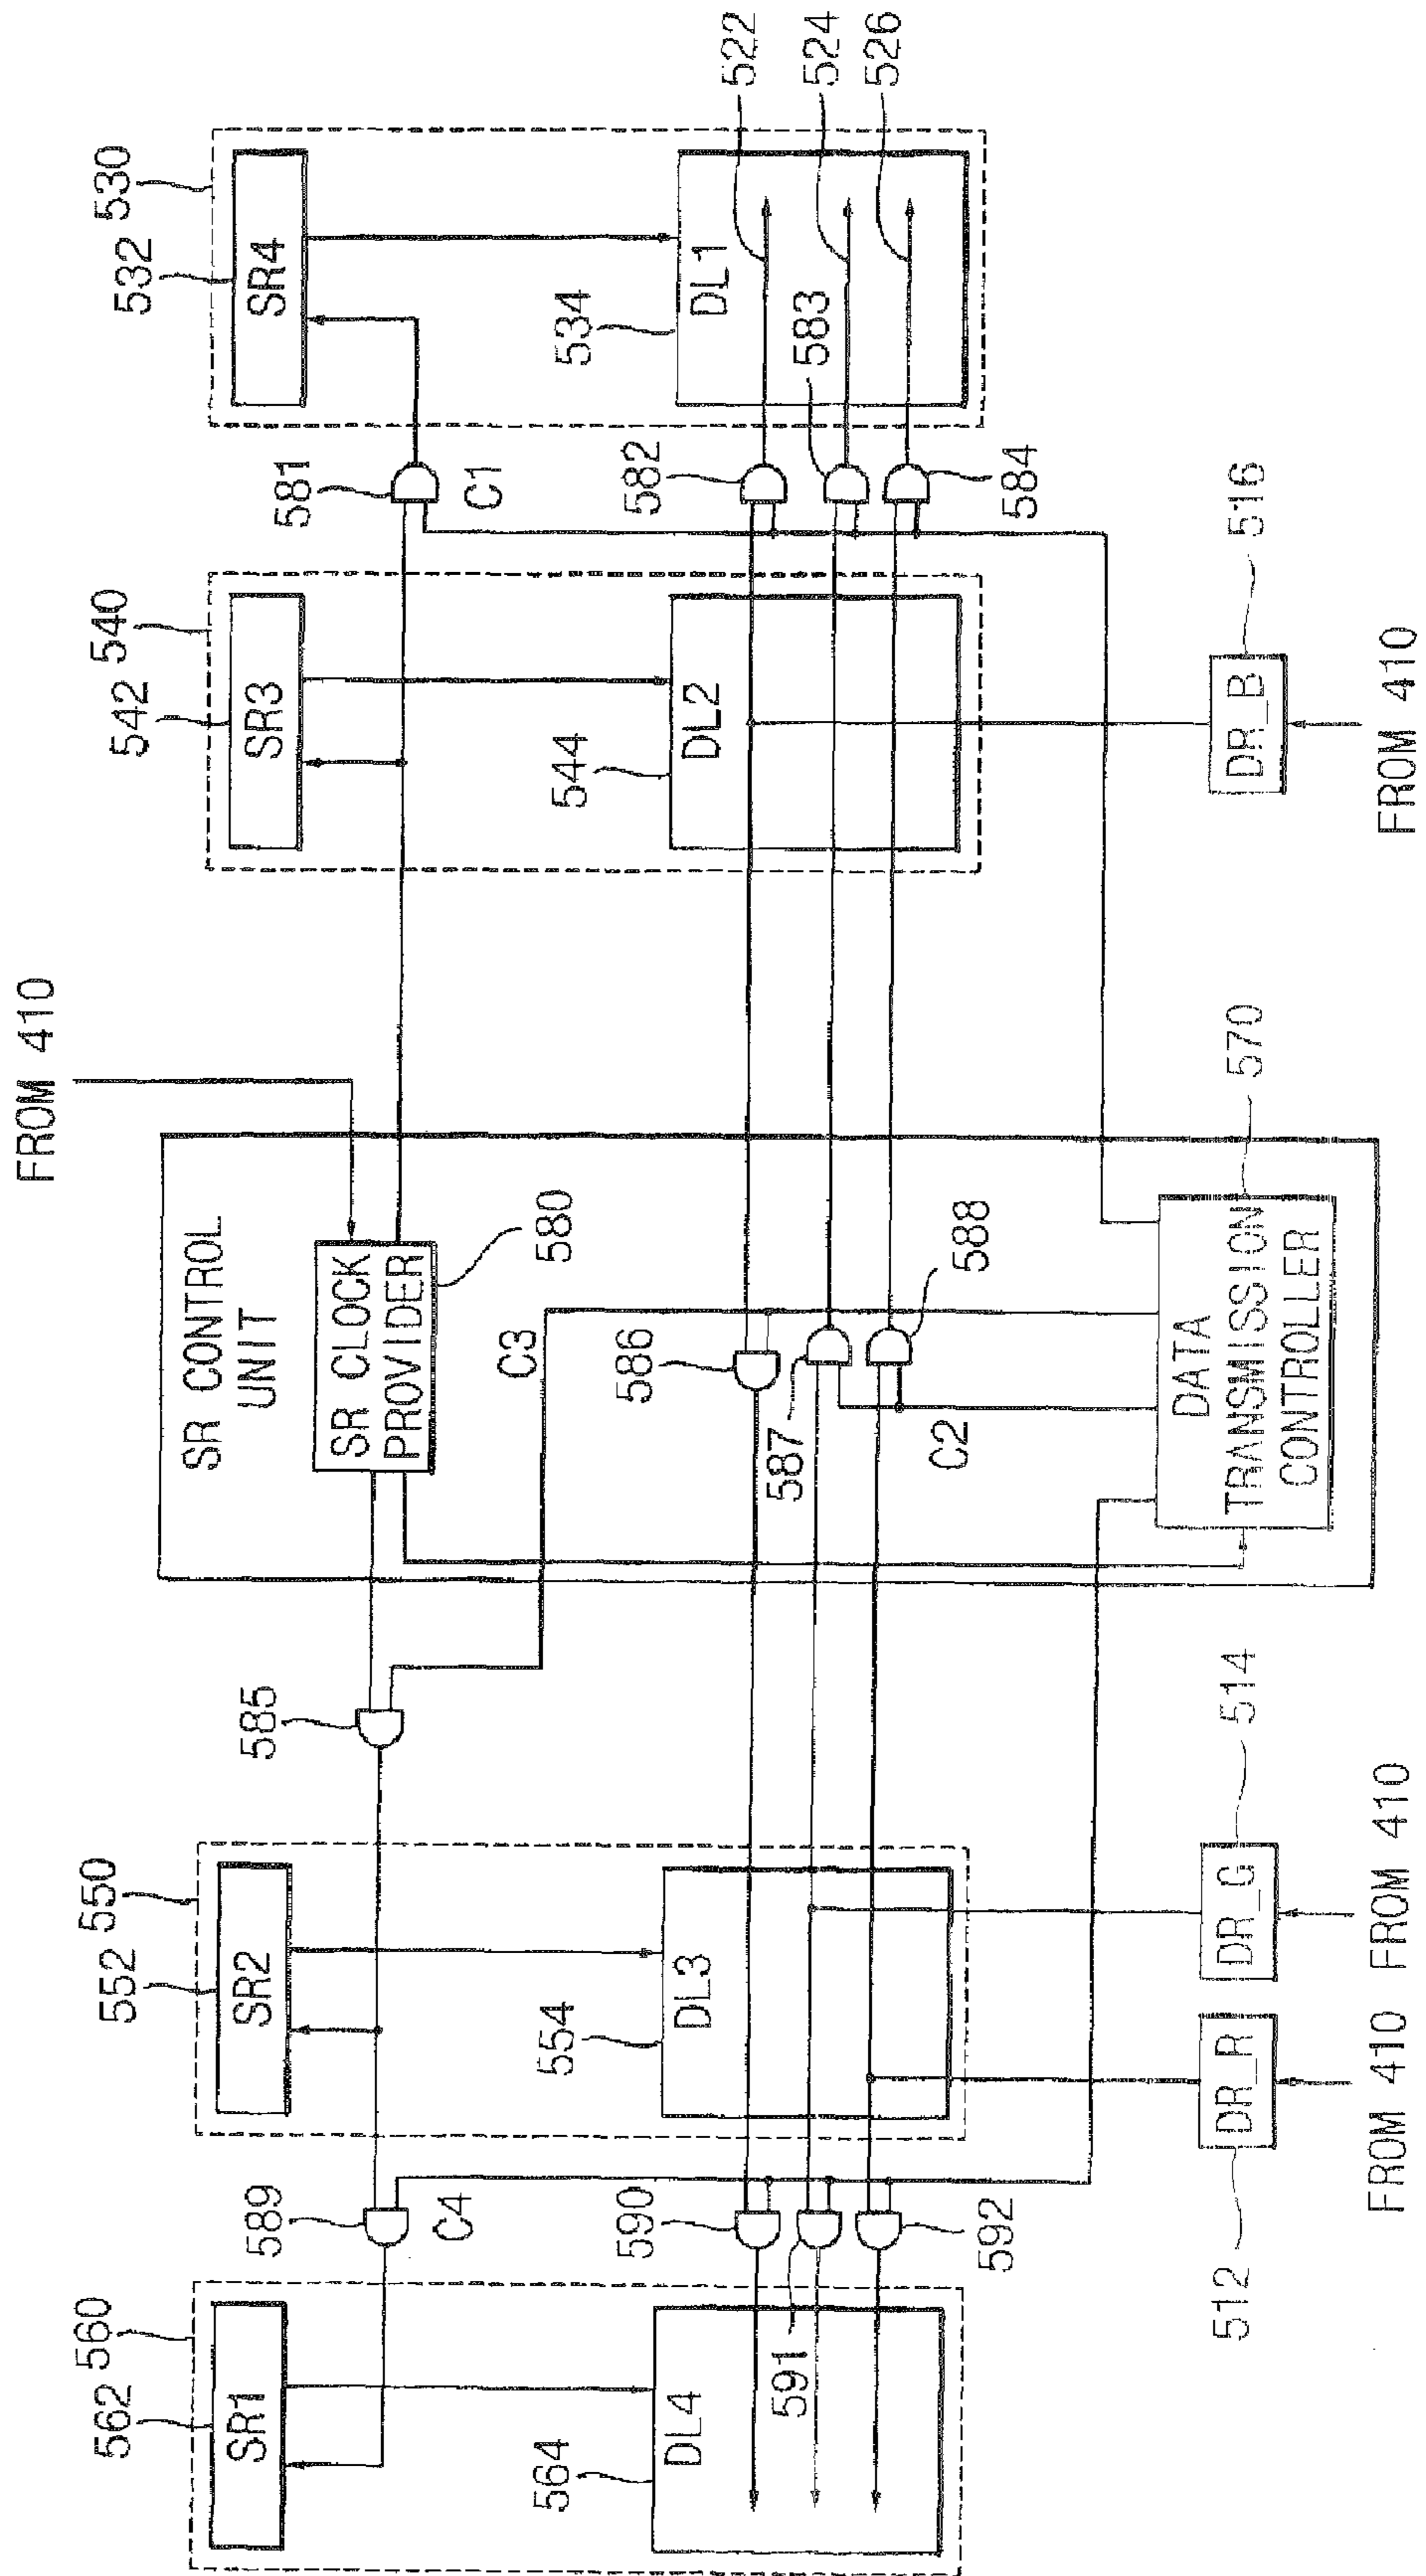 FROM 410
560
550
540
530
562
552
542
532
SR1
SR2
SR CONTROL
UNIT
SR3
SR4
589
585
SR CLOCK
PROVIDER
580
581
C4
C1
C3
564
554
544
534
DL4
DL3
DL2
DL1
590
586
582
522
591
587
583
524
592
C2
588
584
526
512
DR_R
DR_G
514
DATA
TRANSMISSION
CONTROLLER
570
DR_B
516
FROM 410
FROM 410
FROM 410